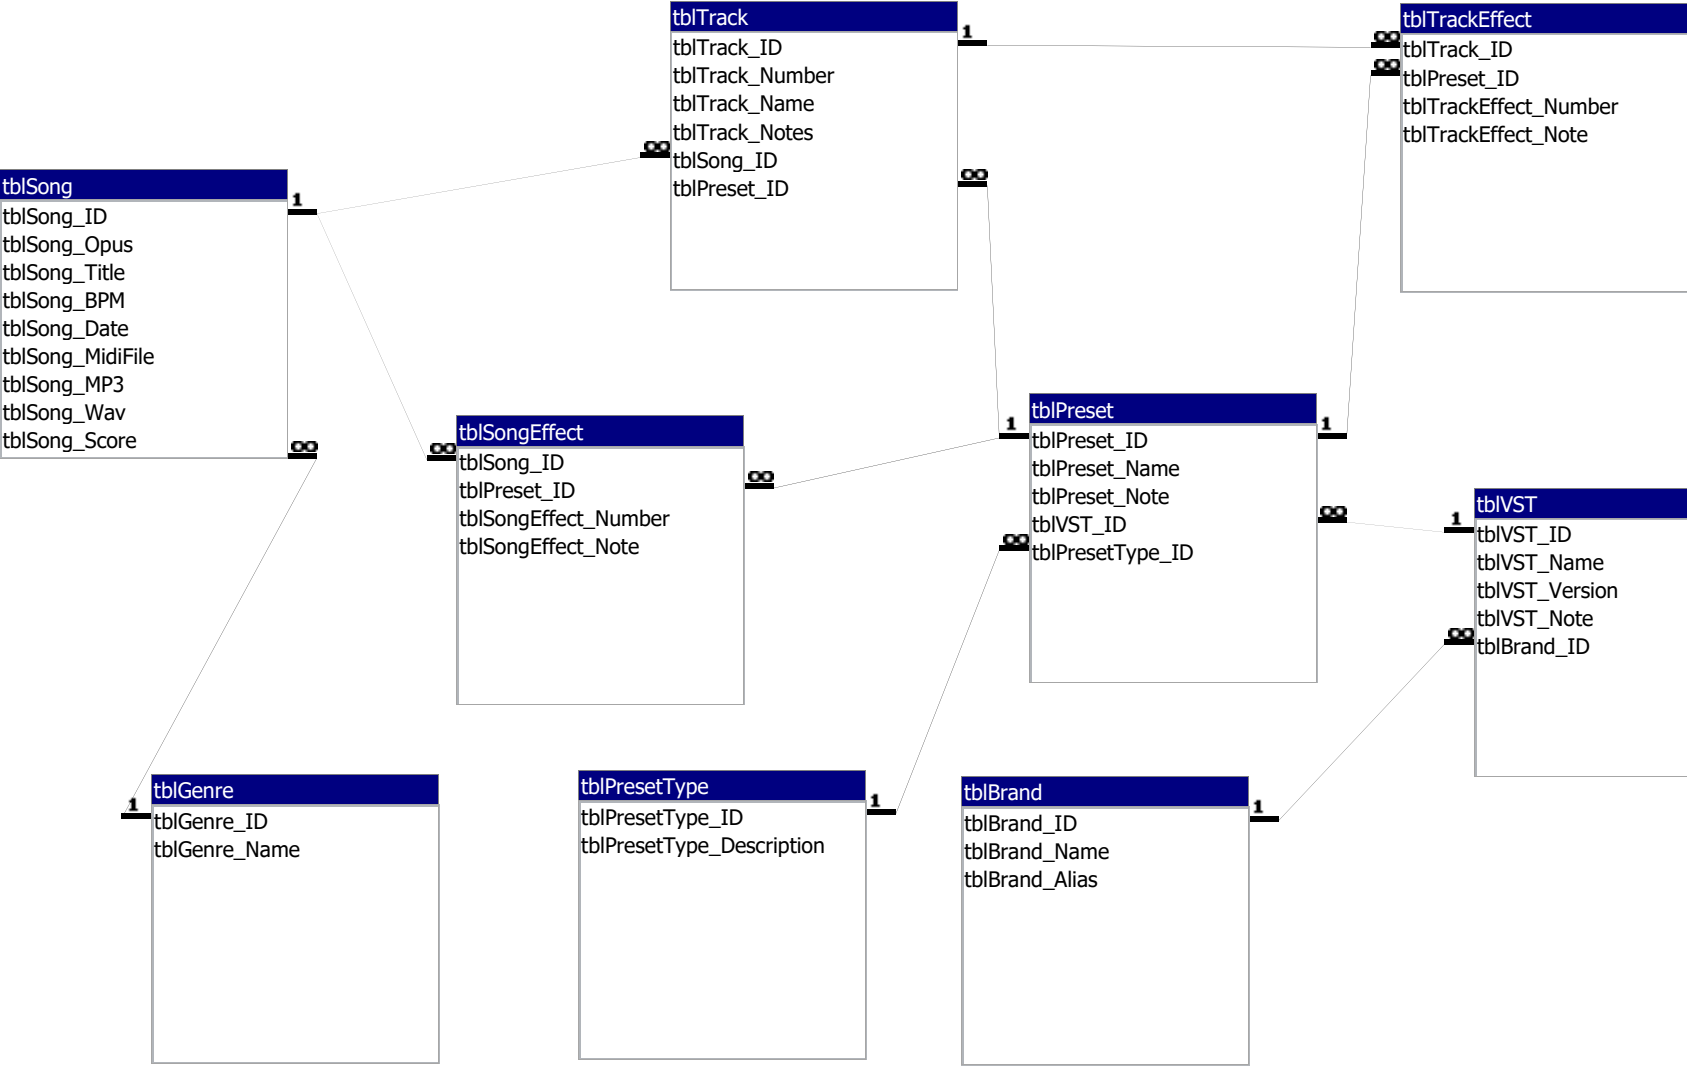 tblTrack
tblTrack_ID
tblTrack_Number
tblTrack_Name
tblTrack_Notes
tblSong_ID
tblPreset_ID
1
∞
∞
tblTrackEffect
tblTrack_ID
tblPreset_ID
tblTrackEffect_Number
tblTrackEffect_Note
∞
∞
tblSong
tblSong_ID
tblSong_Opus
tblSong_Title
tblSong_BPM
tblSong_Date
tblSong_MidiFile
tblSong_MP3
tblSong_Wav
tblSong_Score
1
∞
tblSongEffect
tblSong_ID
tblPreset_ID
tblSongEffect_Number
tblSongEffect_Note
∞
∞
tblPreset
tblPreset_ID
tblPreset_Name
tblPreset_Note
tblVST_ID
tblPresetType_ID
1
1
∞
∞
tblVST
tblVST_ID
tblVST_Name
tblVST_Version
tblVST_Note
tblBrand_ID
1
∞
tblGenre
tblGenre_ID
tblGenre_Name
1
tblPresetType
tblPresetType_ID
tblPresetType_Description
1
tblBrand
tblBrand_ID
tblBrand_Name
tblBrand_Alias
1